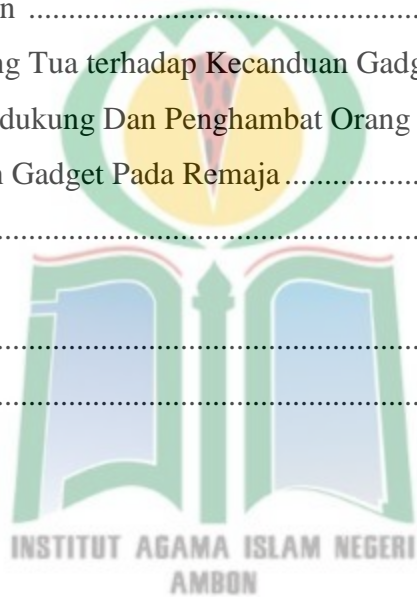 n ....................................................
ng Tua terhadap Kecanduan Gadg
dukung Dan Penghambat Orang
n Gadget Pada Remaja ...................
....................................................
....................................................
....................................................
INSTITUT AGAMA ISLAM NEGERI
AMBON